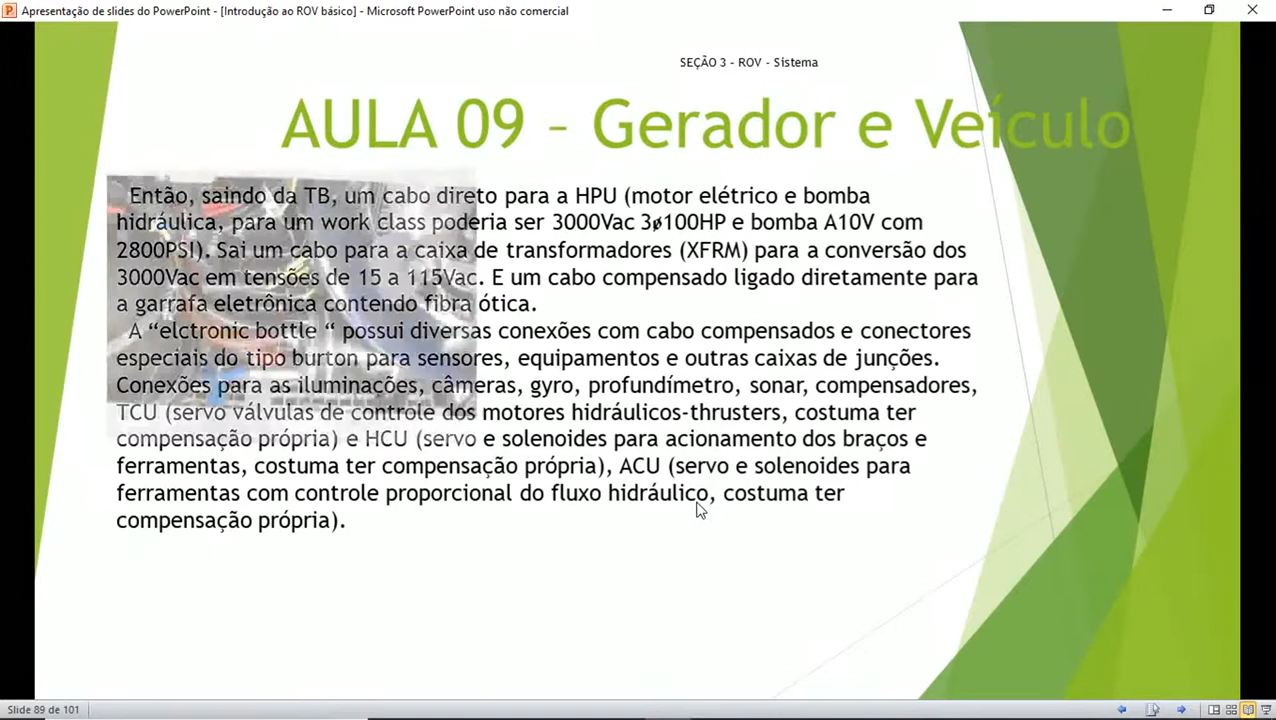 Apresentação de slides do PowerPoint - [Introdução ao ROV básico] - Microsoft PowerPoint uso não comercial
SEÇÃO 3 - ROV - Sistema
AULA 09 – Gerador e Veículo
Então, saindo da TB, um cabo direto para a HPU (motor elétrico e bomba
hidráulica, para um work class poderia ser 3000Vac 3ø100HP e bomba A10V com
2800PSI). Sai um cabo para a caixa de transformadores (XFRM) para a conversão dos
3000Vac em tensões de 15 a 115Vac. E um cabo compensado ligado diretamente para
a garrafa eletrônica contendo fibra ótica.
A “elctronic bottle “ possui diversas conexões com cabo compensados e conectores
especiais do tipo burton para sensores, equipamentos e outras caixas de junções.
Conexões para as iluminações, câmeras, gyro, profundímetro, sonar, compensadores,
TCU (servo válvulas de controle dos motores hidráulicos-thrusters, costuma ter
compensação própria) e HCU (servo e solenoides para acionamento dos braços e
ferramentas, costuma ter compensação própria), ACU (servo e solenoides para
ferramentas com controle proporcional do fluxo hidráulico, costuma ter
compensação própria).
Slide 89 de 101